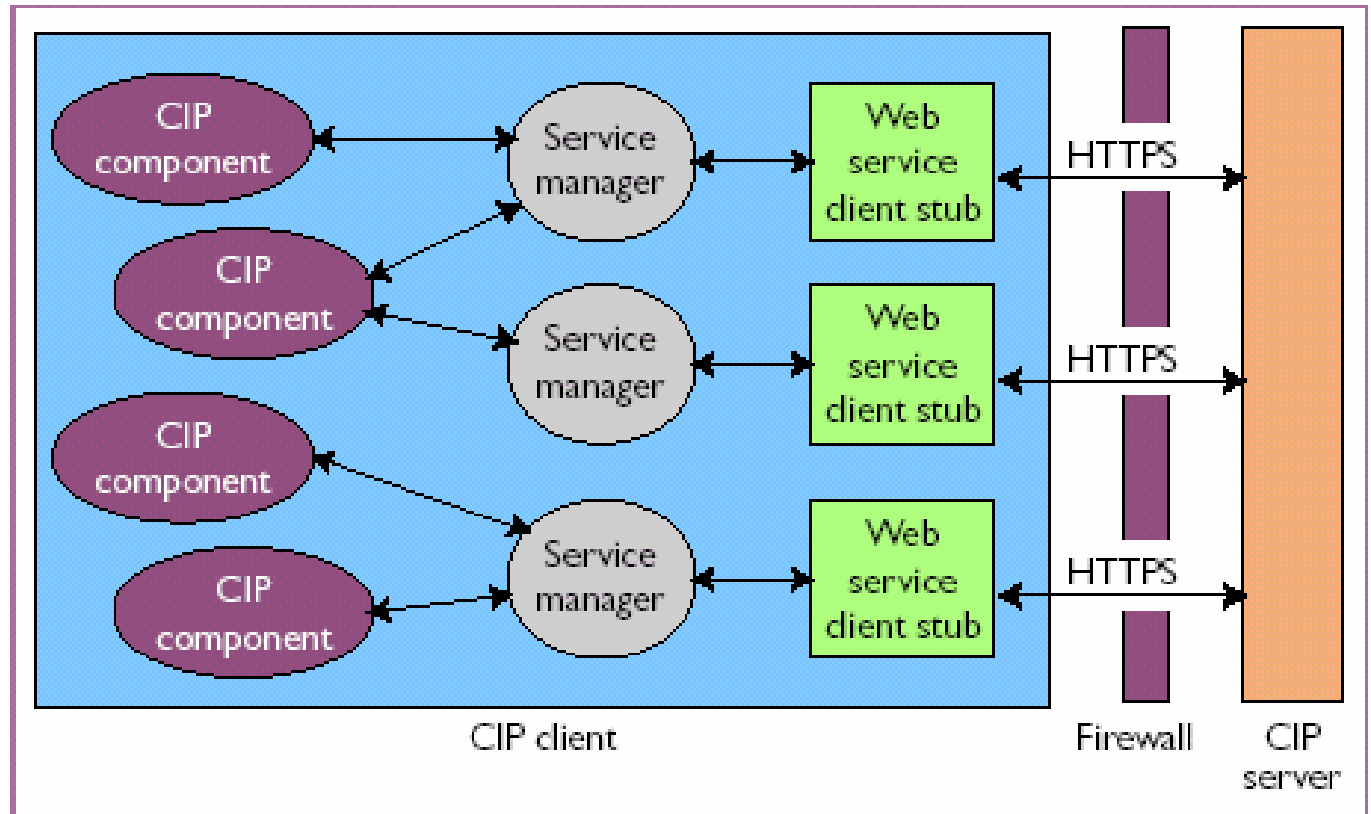 CIP
component
Service
manager
Web
service
client stub
HTTPS
CIP
component
Service
manager
Web
service
client stub
HTTPS
CIP
component
CIP
component
Service
manager
Web
service
client stub
HTTPS
CIP client
Firewall
CIP
server